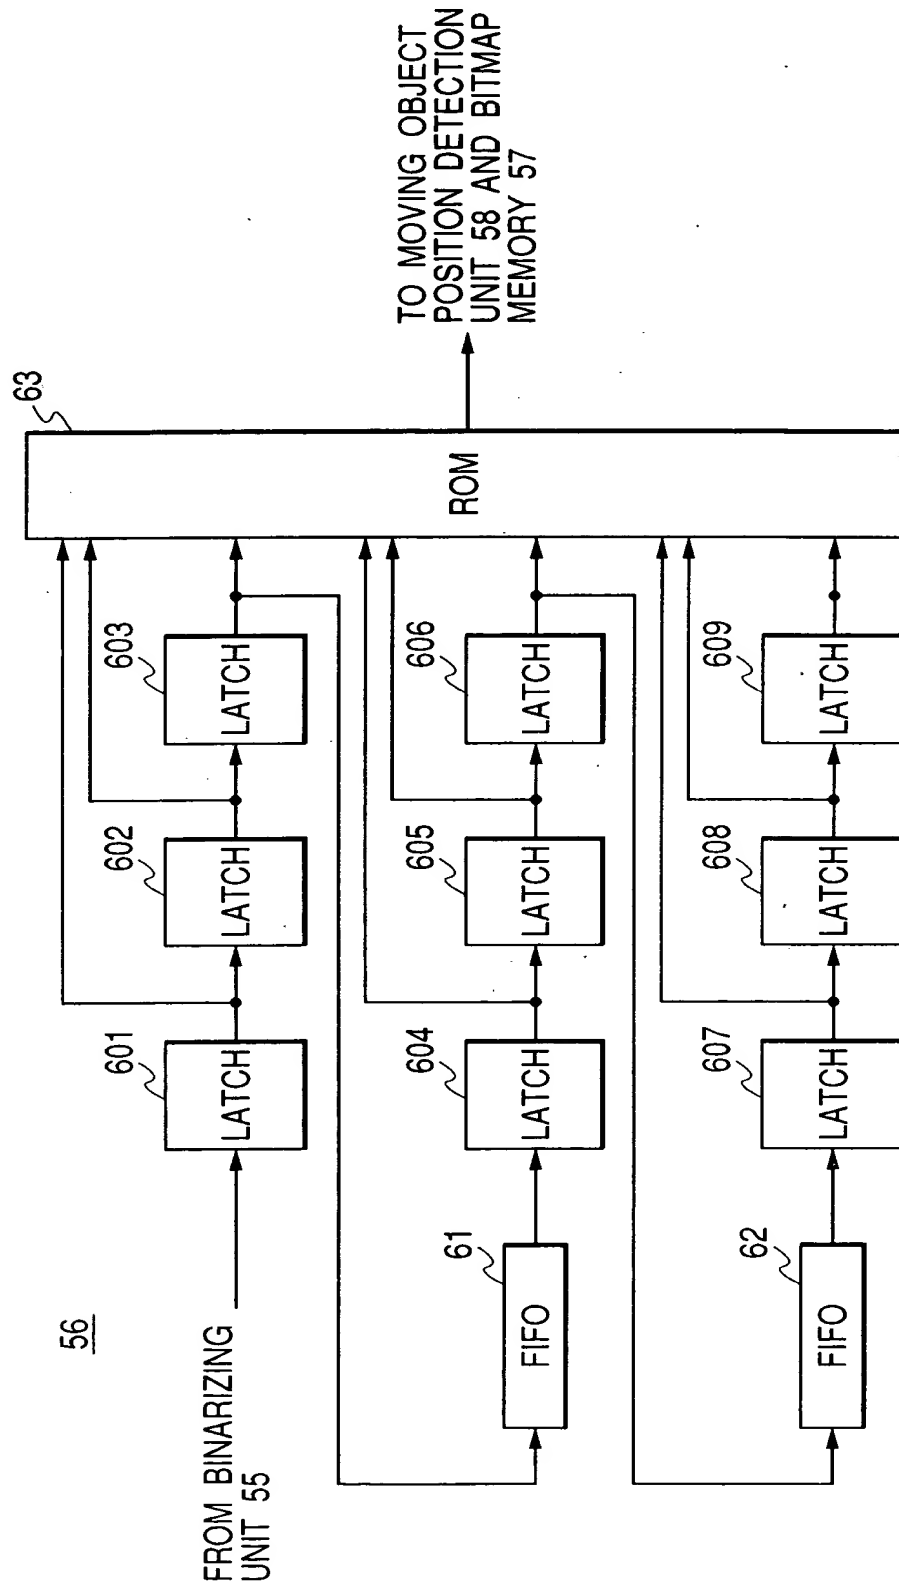 56
FROM BINARIZING
UNIT 55
601
LATCH
602
LATCH
603
LATCH
61
FIFO
604
LATCH
605
LATCH
606
LATCH
62
FIFO
607
LATCH
608
LATCH
609
LATCH
63
ROM
TO MOVING OBJECT
POSITION DETECTION
UNIT 58 AND BITMAP
MEMORY 57